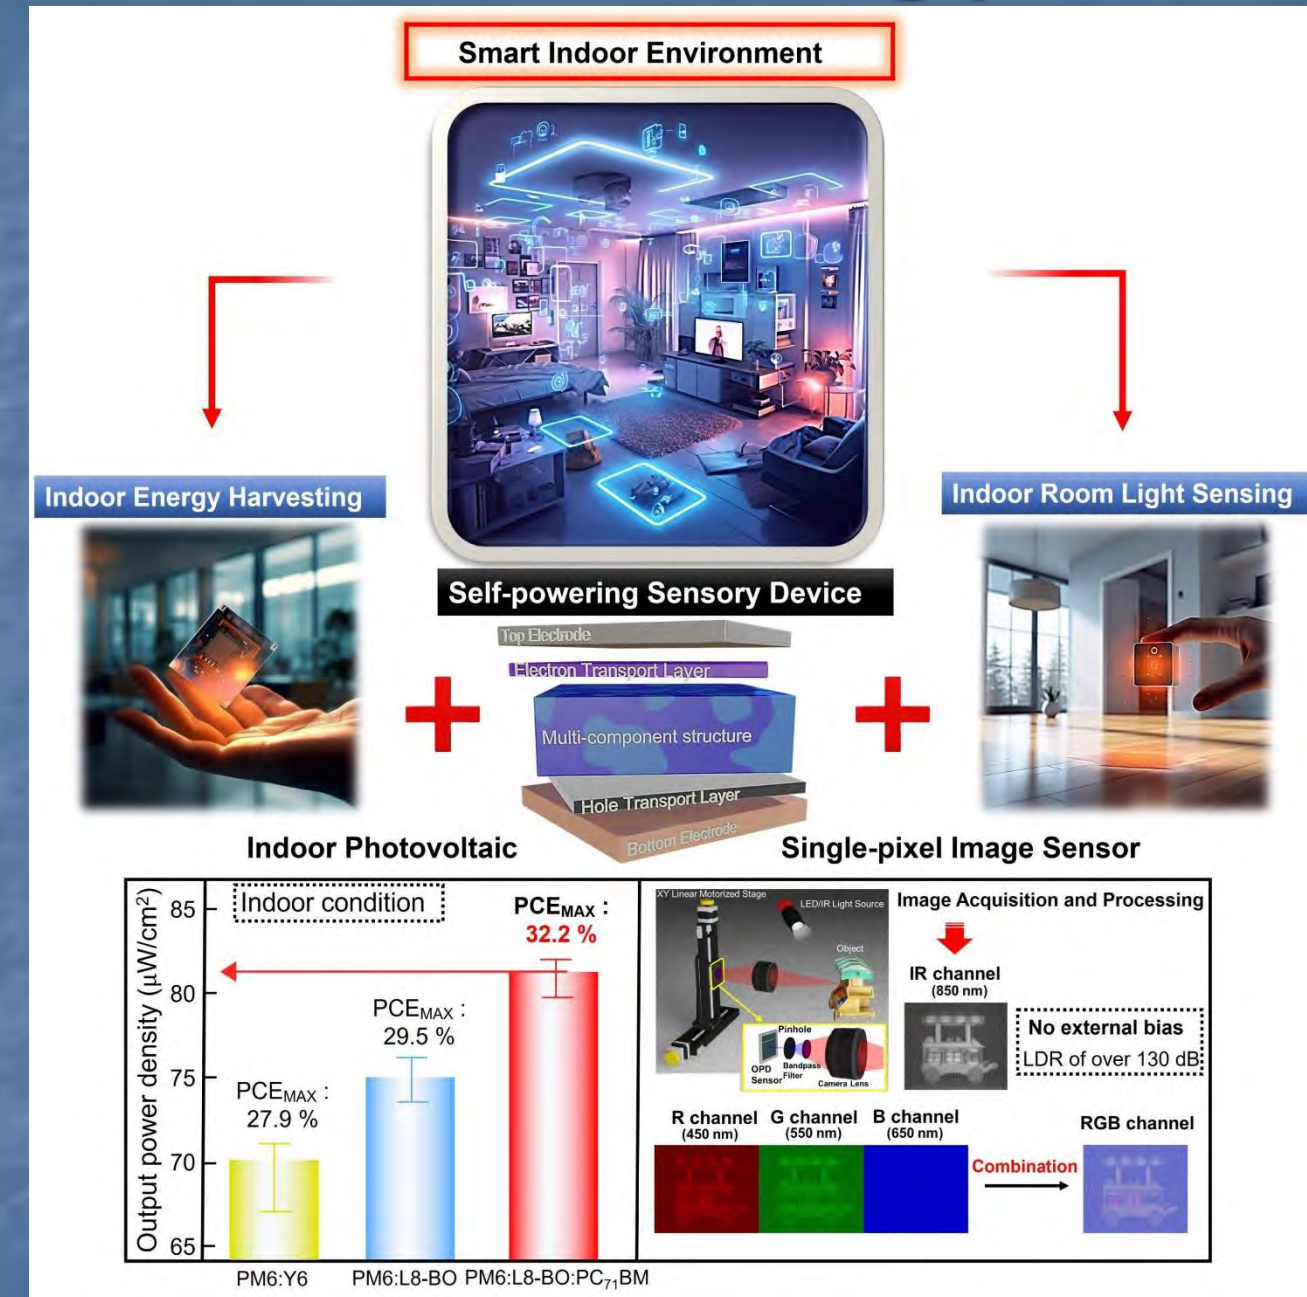 Smart Indoor Environment
Indoor Energy Harvesting
Indoor Room Light Sensing
Self-powering Sensory Device
Top Electrode
Electron Transport Layer
Multi-component structure
Hole Transport Layer
Bottom Electrode
Indoor Photovoltaic
Output power density (μW/cm²)
85
80
75
70
65
Indoor condition
PCEMAX :
27.9 %
PCEMAX :
29.5 %
PCEMAX :
32.2 %
PM6:Y6
PM6:L8-BO
PM6:L8-BO:PC71BM
Single-pixel Image Sensor
XY Linear Motorized Stage
LED/IR Light Source
Object
Pinhole
OPD
Sensor
Bandpass
Filter
Camera Lens
Image Acquisition and Processing
IR channel
(850 nm)
No external bias
LDR of over 130 dB
R channel
(450 nm)
G channel
(550 nm)
B channel
(650 nm)
Combination
RGB channel